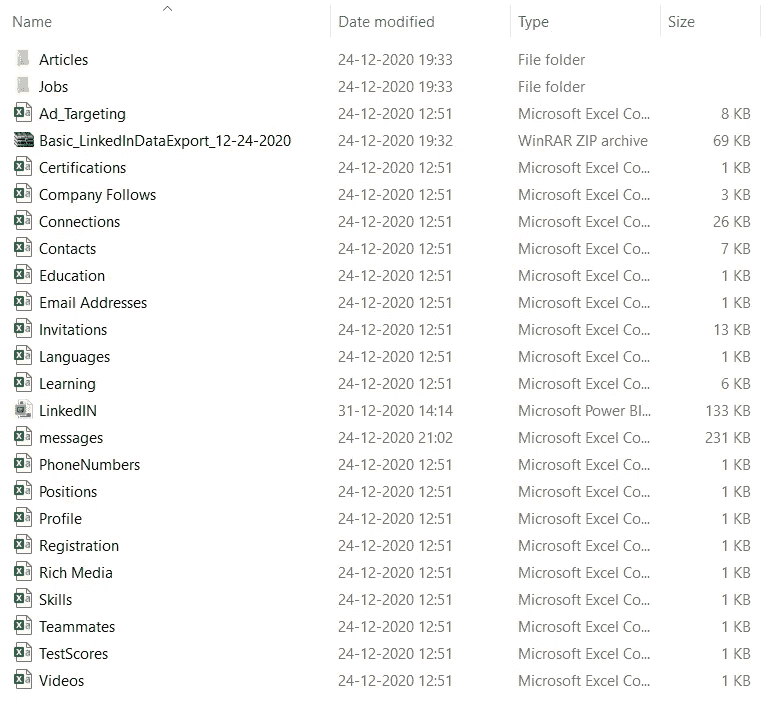 Name Date modified Type Size
Articles 24-12-2020 19:33 File folder
Jobs 24-12-2020 19:33 File folder
Ad_Targeting 24-12-2020 12:51 Microsoft Excel Co... 8 KB
Basic_LinkedInDataExport_12-24-2020 24-12-2020 19:32 WinRAR ZIP archive 69 KB
Certifications 24-12-2020 12:51 Microsoft Excel Co... 1 KB
Company Follows 24-12-2020 12:51 Microsoft Excel Co... 3 KB
Connections 24-12-2020 12:51 Microsoft Excel Co... 26 KB
Contacts 24-12-2020 12:51 Microsoft Excel Co... 7 KB
Education 24-12-2020 12:51 Microsoft Excel Co... 1 KB
Email Addresses 24-12-2020 12:51 Microsoft Excel Co... 1 KB
Invitations 24-12-2020 12:51 Microsoft Excel Co... 13 KB
Languages 24-12-2020 12:51 Microsoft Excel Co... 1 KB
Learning 24-12-2020 12:51 Microsoft Excel Co... 6 KB
LinkedIN 31-12-2020 14:14 Microsoft Power BI... 133 KB
messages 24-12-2020 21:02 Microsoft Excel Co... 231 KB
PhoneNumbers 24-12-2020 12:51 Microsoft Excel Co... 1 KB
Positions 24-12-2020 12:51 Microsoft Excel Co... 1 KB
Profile 24-12-2020 12:51 Microsoft Excel Co... 1 KB
Registration 24-12-2020 12:51 Microsoft Excel Co... 1 KB
Rich Media 24-12-2020 12:51 Microsoft Excel Co... 1 KB
Skills 24-12-2020 12:51 Microsoft Excel Co... 1 KB
Teammates 24-12-2020 12:51 Microsoft Excel Co... 1 KB
TestScores 24-12-2020 12:51 Microsoft Excel Co... 1 KB
Videos 24-12-2020 12:51 Microsoft Excel Co... 1 KB